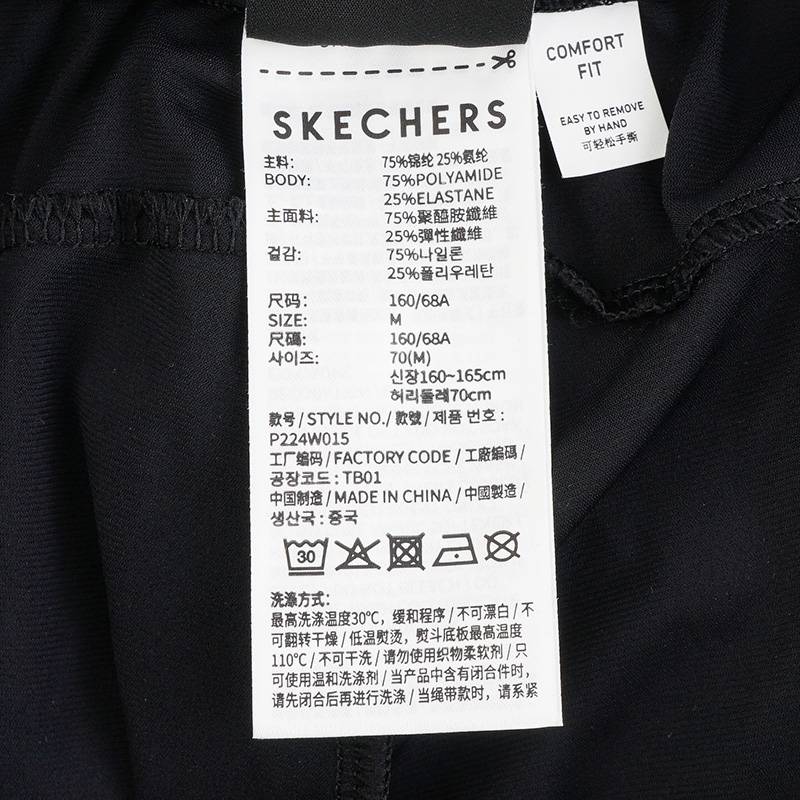 SKECHERS
主料: 75%锦纶 25%氨纶
BODY: 75%POLYAMIDE
25%ELASTANE
主面料: 75%聚醯胺纖維
25%彈性纖維
겉감: 75%나일론
25%폴리우레탄
尺码: 160/68A
SIZE: M
尺碼: 160/68A
사이즈: 70(M)
신장160~165cm
허리둘레70cm
款号/STYLE NO./款號/제품 번호:
P224W015
工厂编码/FACTORY CODE/工廠編碼/
공장코드:TB01
中国制造/MADE IN CHINA/中國製造/
생산국:중국
30
洗涤方式:
最高洗涤温度30℃, 缓和程序/不可漂白/不
可翻转干燥/低温熨烫, 熨斗底板最高温度
110℃/不可干洗/请勿使用织物柔软剂/只
可使用温和洗涤剂/当产品中含有闭合件时,
请先闭合后再进行洗涤/当绳带款时, 请系紧
COMFORT
FIT
EASY TO REMOVE
BY HAND
可轻松手撕